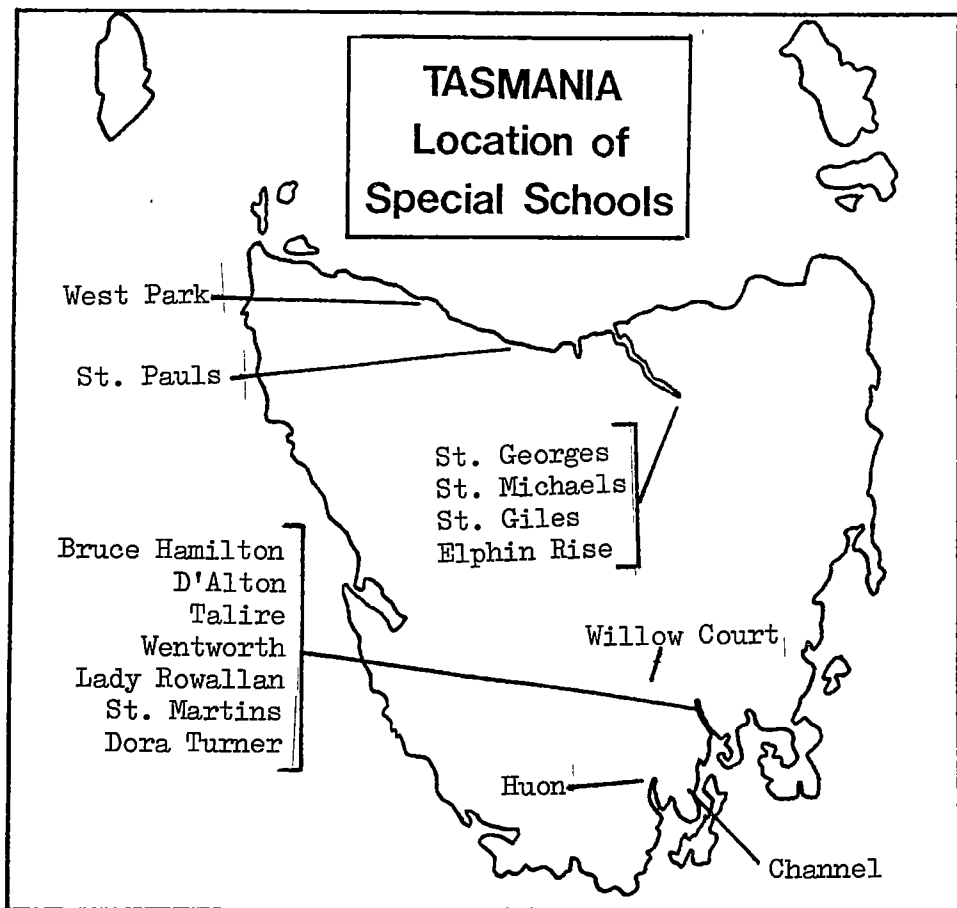 TASMANIA
Location of
Special Schools
West Park
St. Pauls
St. Georges
St. Michaels
St. Giles
Elphin Rise
Bruce Hamilton
D'Alton
Talire
Wentworth
Lady Rowallan
St. Martins
Dora Turner
Willow Court
Huon
Channel